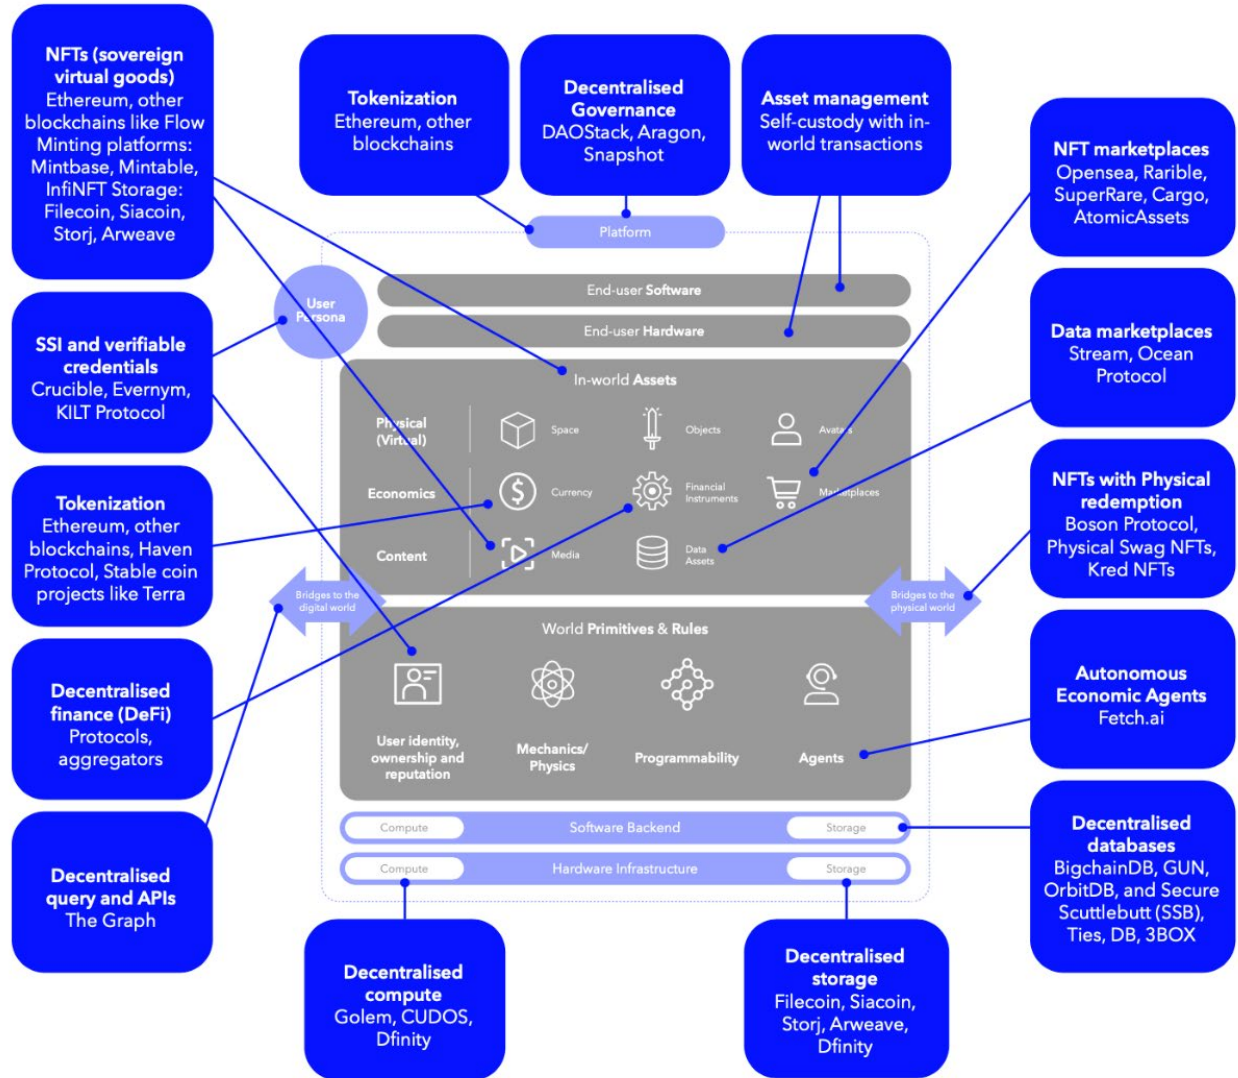 NFTs (sovereign
virtual goods)
Ethereum, other
blockchains like Flow
Minting platforms:
Mintbase, Mintable,
InfiNFT Storage:
Filecoin, Siacoin,
Storj, Arweave
Tokenization
Ethereum, other
blockchains
Decentralised
Governance
DAOStack, Aragon,
Snapshot
Asset management
Self-custody with in-
world transactions
NFT marketplaces
Opensea, Rarible,
SuperRare, Cargo,
AtomicAssets
Platform
End-user Software
End-user Hardware
User
Persona
SSI and verifiable
credentials
Crucible, Evernym,
KILT Protocol
Data marketplaces
Stream, Ocean
Protocol
In-world Assets
Physical
(Virtual)
Space
Objects
Avatars
Economics
Currency
Financial
Instruments
Marketplaces
Content
Media
Data
Assets
Tokenization
Ethereum, other
blockchains, Haven
Protocol, Stable coin
projects like Terra
NFTs with Physical
redemption
Boson Protocol,
Physical Swag NFTs,
Kred NFTs
Bridges to the
digital world
Bridges to the
physical world
World Primitives & Rules
User identity,
ownership and
reputation
Mechanics/
Physics
Programmability
Agents
Decentralised
finance (DeFi)
Protocols,
aggregators
Autonomous
Economic Agents
Fetch.ai
Compute
Software Backend
Storage
Compute
Hardware Infrastructure
Storage
Decentralised
query and APIs
The Graph
Decentralised
databases
BigchainDB, GUN,
OrbitDB, and Secure
Scuttlebutt (SSB),
Ties, DB, 3BOX
Decentralised
compute
Golem, CUDOS,
Dfinity
Decentralised
storage
Filecoin, Siacoin,
Storj, Arweave,
Dfinity